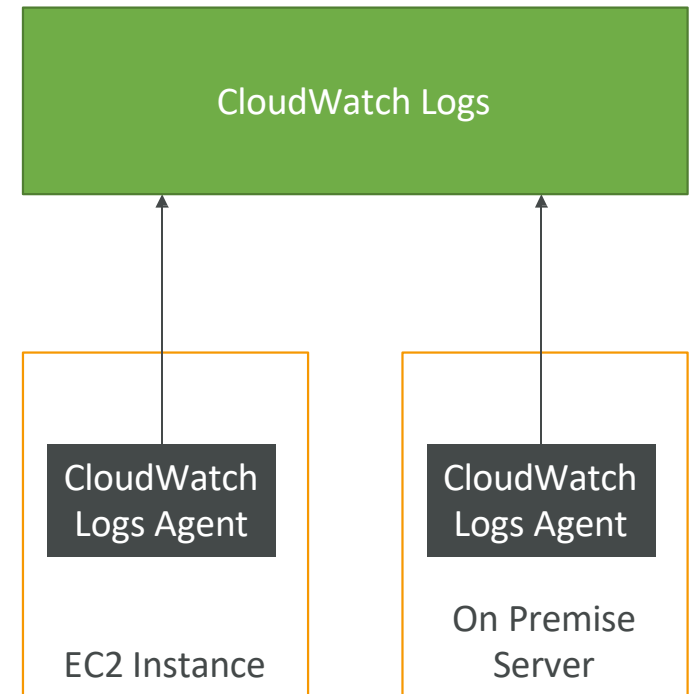 CloudWatch Logs
CloudWatch
Logs Agent
EC2 Instance
CloudWatch
Logs Agent
On Premise
Server